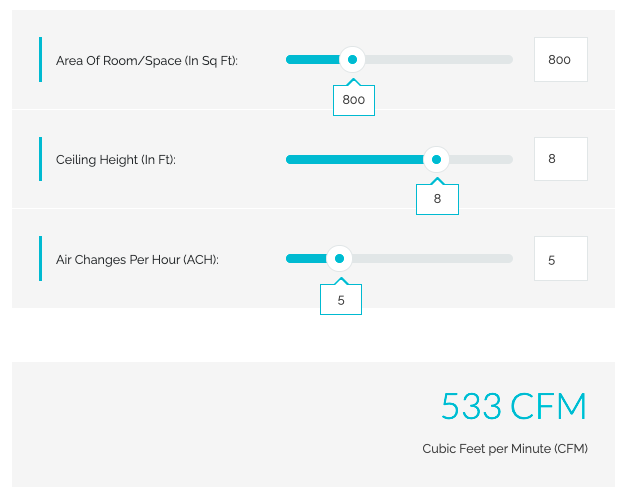 Area Of Room/Space (In Sq Ft):
800
800
Ceiling Height (In Ft):
8
8
Air Changes Per Hour (ACH):
5
5
533 CFM
Cubic Feet per Minute (CFM)